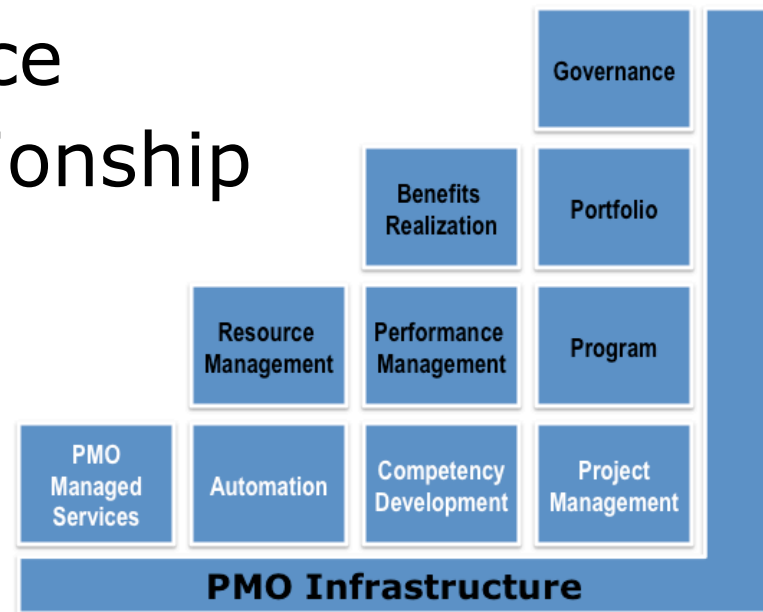 ce
ionship
Governance
Benefits
Realization
Portfolio
Resource
Management
Performance
Management
Program
PMO
Managed
Services
Automation
Competency
Development
Project
Management
PMO Infrastructure